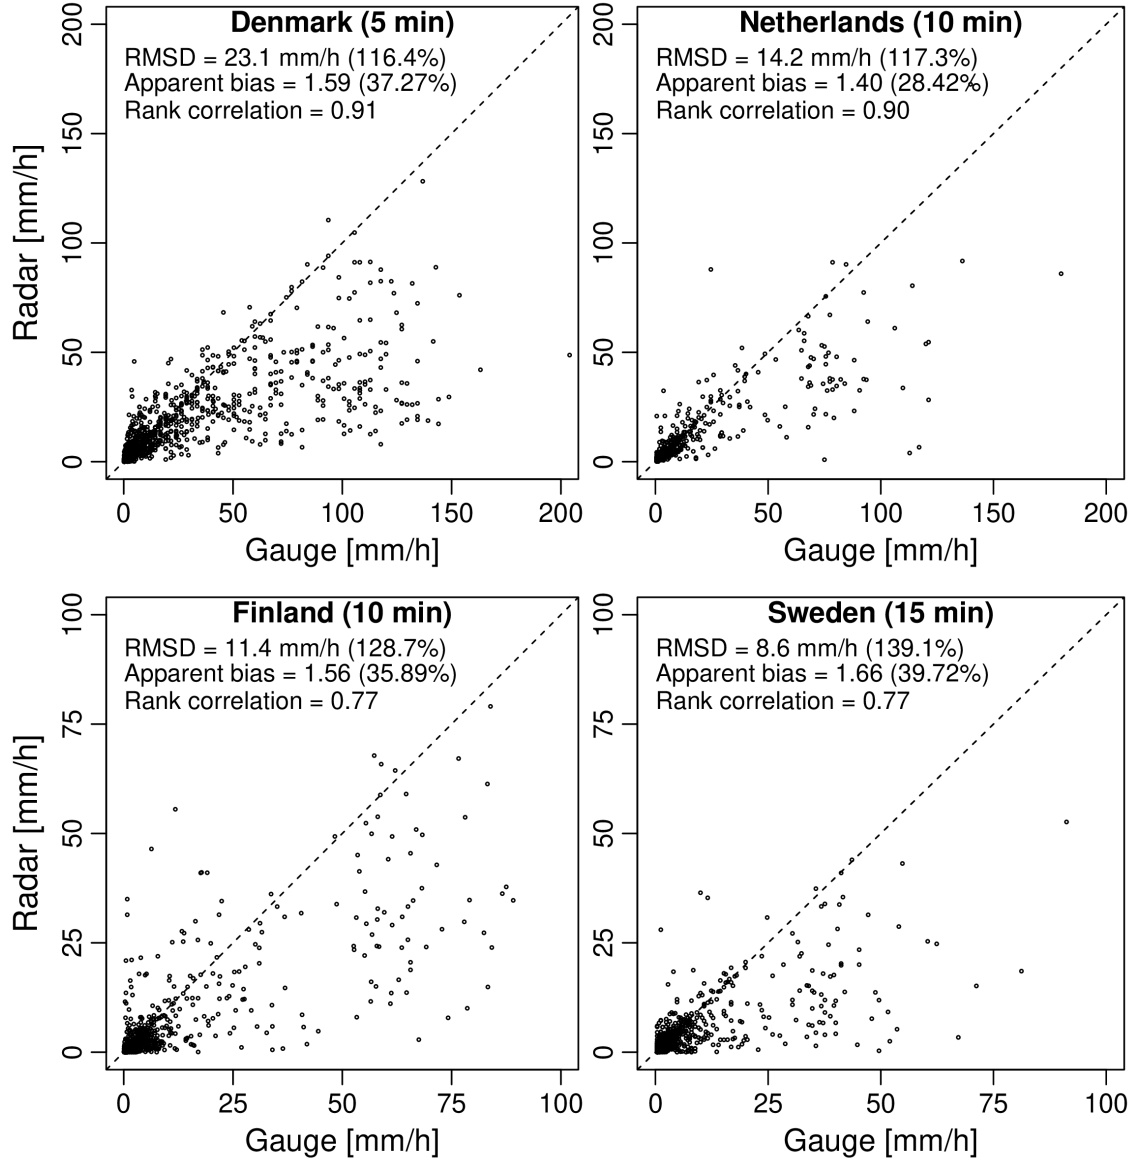 Denmark (5 min)
RMSD = 23.1 mm/h (116.4%)
Apparent bias = 1.59 (37.27%)
Rank correlation = 0.91
Radar [mm/h]
0 50 100 150 200
0 50 100 150 200
Gauge [mm/h]
Netherlands (10 min)
RMSD = 14.2 mm/h (117.3%)
Apparent bias = 1.40 (28.42%)
Rank correlation = 0.90
0 50 100 150 200
0 50 100 150 200
Gauge [mm/h]
Finland (10 min)
RMSD = 11.4 mm/h (128.7%)
Apparent bias = 1.56 (35.89%)
Rank correlation = 0.77
Radar [mm/h]
0 25 50 75 100
0 25 50 75 100
Gauge [mm/h]
Sweden (15 min)
RMSD = 8.6 mm/h (139.1%)
Apparent bias = 1.66 (39.72%)
Rank correlation = 0.77
0 25 50 75 100
0 25 50 75 100
Gauge [mm/h]